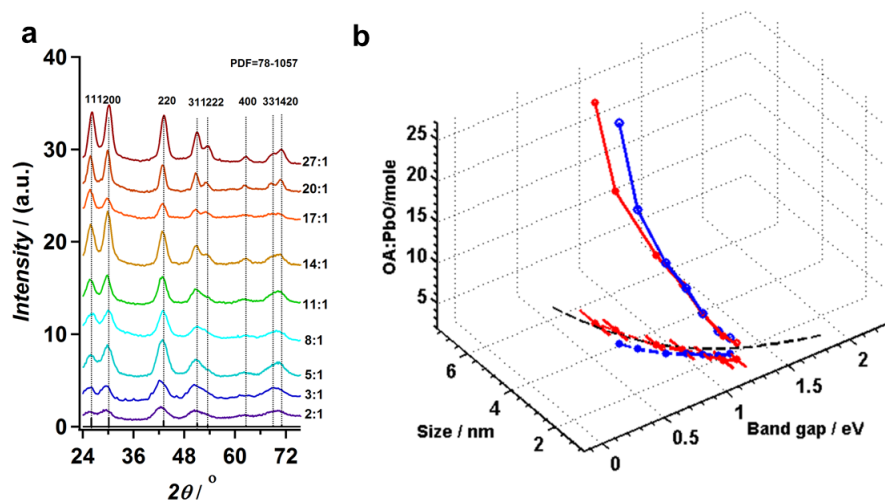 a
PDF=78-1057
111 200 220 311 222 400 331 420
Intensity / (a.u.)
40
30
20
10
0
27:1
20:1
17:1
14:1
11:1
8:1
5:1
3:1
2:1
24 36 48 60 72
2θ / °
b
OA:PbO/mole
25
20
15
10
5
6
4
2
Size / nm
0
0.5
1
1.5
2
Band gap / eV